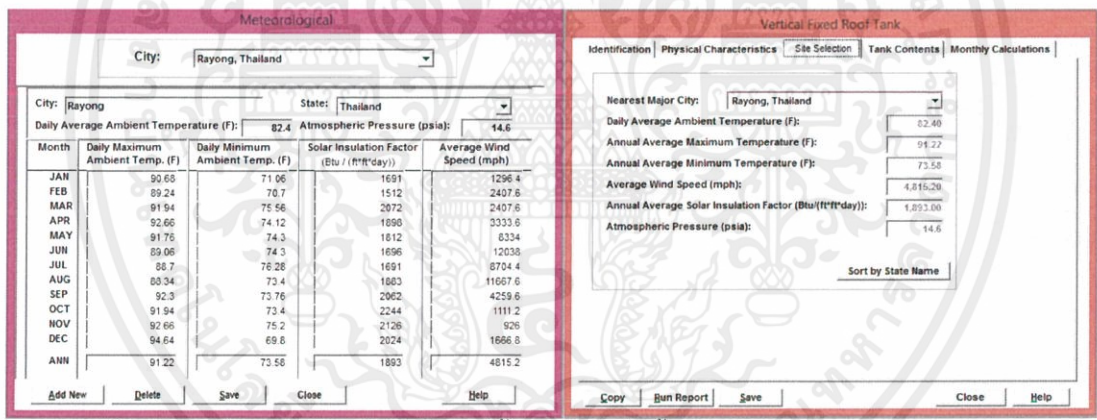 Meteorological
City: Rayong, Thailand
City: Rayong State: Thailand
Daily Average Ambient Temperature (F): 82.4 Atmospheric Pressure (psia): 14.6
Month Daily Maximum Ambient Temp. (F) Daily Minimum Ambient Temp. (F) Solar Insulation Factor (Btu / (ft*ft*day)) Average Wind Speed (mph)
JAN 90.68 71.06 1691 1296.4
FEB 89.24 70.7 1512 2407.6
MAR 91.94 75.56 2072 2407.6
APR 92.66 74.12 1898 3333.6
MAY 91.76 74.3 1812 8334
JUN 89.06 74.3 1696 12038
JUL 88.7 76.28 1691 8704.4
AUG 88.34 73.4 1883 11667.6
SEP 92.3 73.76 2062 4259.6
OCT 91.94 73.4 2244 1111.2
NOV 92.66 75.2 2126 926
DEC 94.64 69.8 2024 1666.8
ANN 91.22 73.58 1893 4815.2
Add New Delete Save Close Help
Vertical Fixed Roof Tank
Identification Physical Characteristics Site Selection Tank Contents Monthly Calculations
Nearest Major City: Rayong, Thailand
Daily Average Ambient Temperature (F): 82.40
Annual Average Maximum Temperature (F): 91.22
Annual Average Minimum Temperature (F): 73.58
Average Wind Speed (mph): 4,815.20
Annual Average Solar Insulation Factor (Btu/(ft*ft*day)): 1,893.00
Atmospheric Pressure (psia): 14.6
Sort by State Name
Copy Run Report Save Close Help